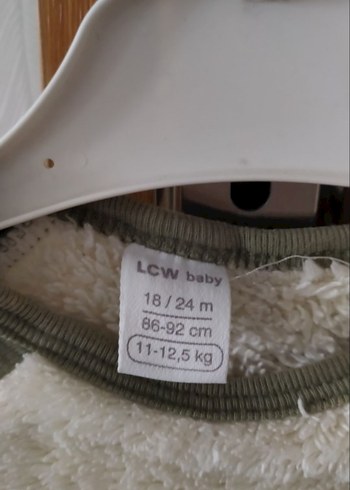 LCW baby
18 / 24 m
86-92 cm
11-12,5 kg